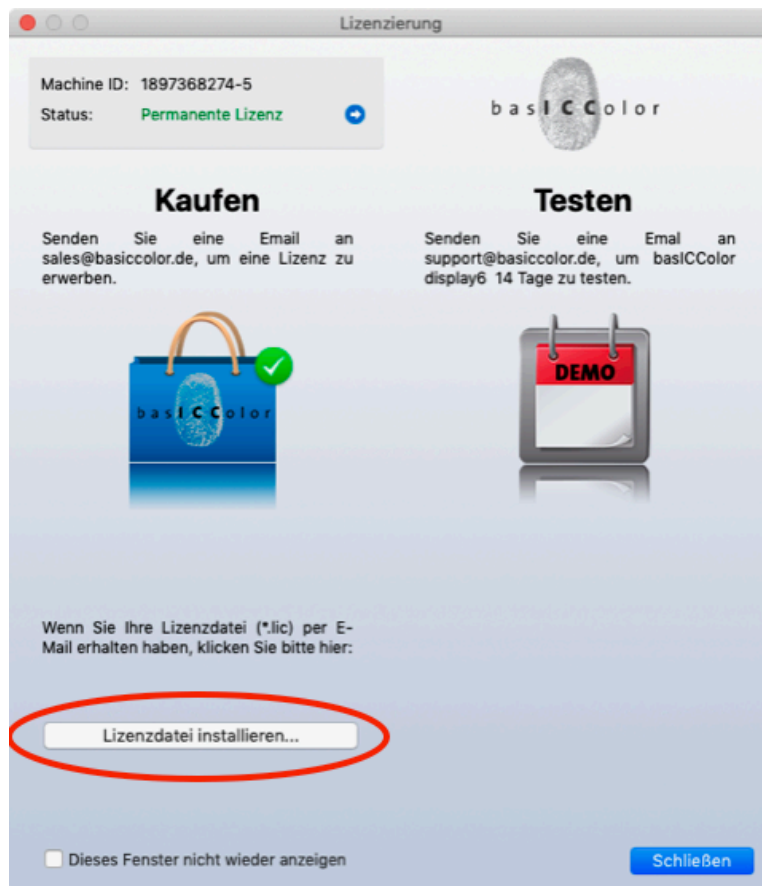 Lizenzierung
Machine ID: 1897368274-5
Status: Permanente Lizenz
basICColor
Kaufen
Senden Sie eine Email an
sales@basiccolor.de, um eine Lizenz zu
erwerben.
basICColor
Testen
Senden Sie eine Emal an
support@basiccolor.de, um basICColor
display6 14 Tage zu testen.
DEMO
Wenn Sie Ihre Lizenzdatei (*.lic) per E-
Mail erhalten haben, klicken Sie bitte hier:
Lizenzdatei installieren...
Dieses Fenster nicht wieder anzeigen
Schließen